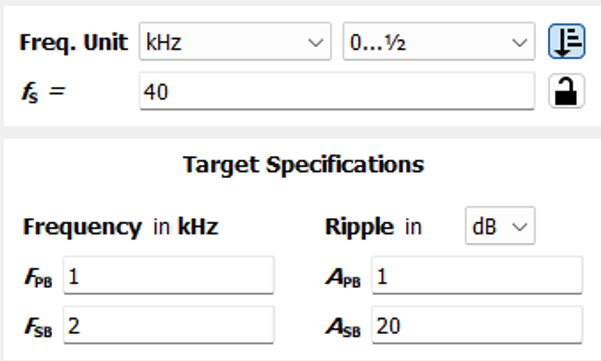 Freq. Unit kHz 0...½
fS = 40
Target Specifications
Frequency in kHz Ripple in dB
FPB 1 APB 1
FSB 2 ASB 20